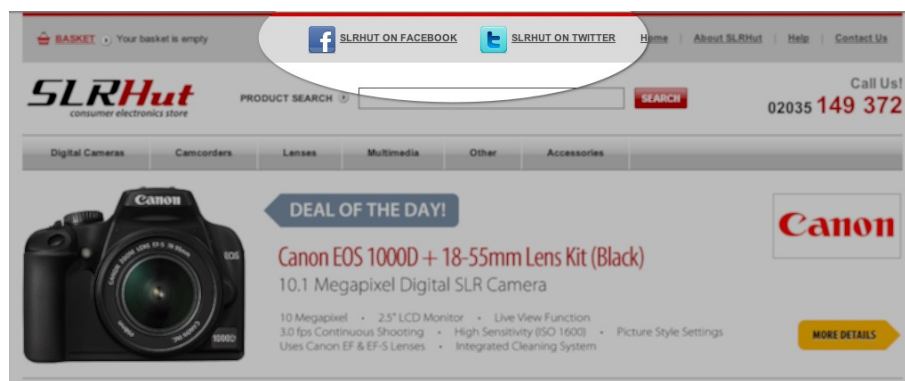 BASKET Your basket is empty
SLRHUT ON FACEBOOK
SLRHUT ON TWITTER
Home | About SLRHut | Help | Contact Us
SLRHut
consumer electronics store
PRODUCT SEARCH
SEARCH
Call Us!
02035 149 372
Digital Cameras Camcorders Lenses Multimedia Other Accessories
DEAL OF THE DAY!
Canon
Canon EOS 1000D + 18-55mm Lens Kit (Black)
10.1 Megapixel Digital SLR Camera
10 Megapixel • 2.5" LCD Monitor • Live View Function
3.0 fps Continuous Shooting • High Sensitivity (ISO 1600) • Picture Style Settings
Uses Canon EF & EF-S Lenses • Integrated Cleaning System
MORE DETAILS
Canon
EOS
1000D